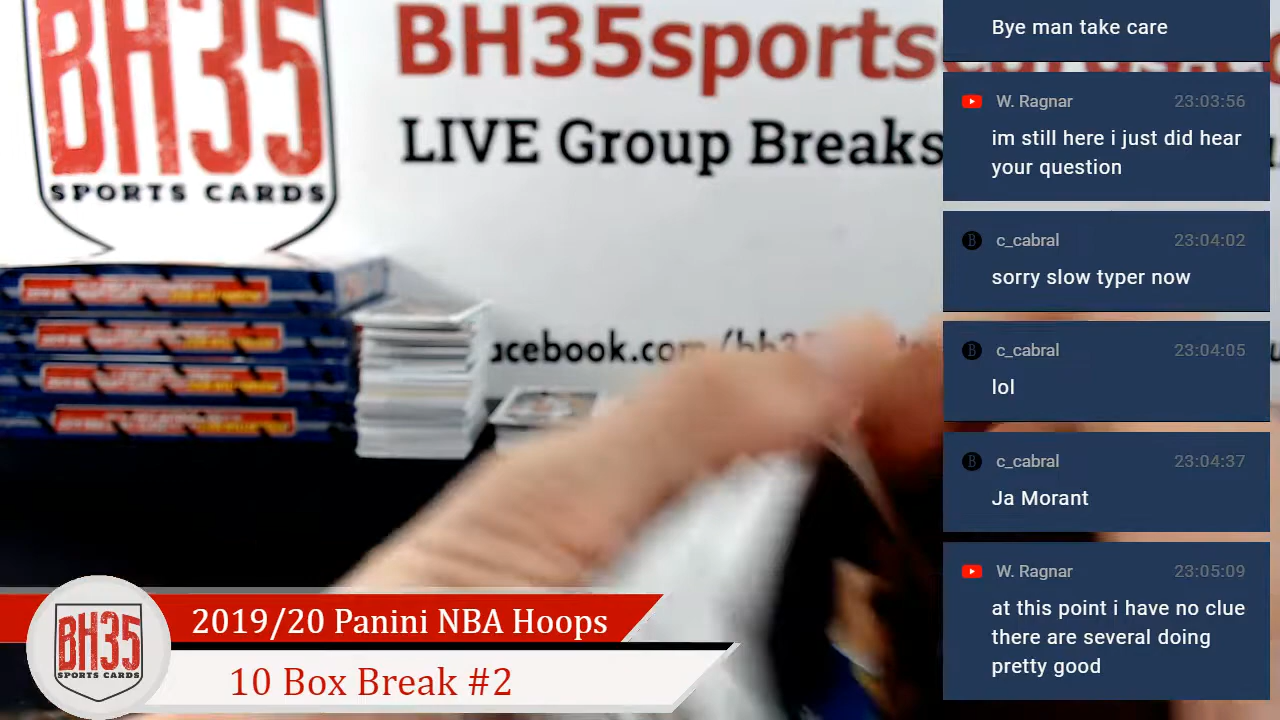 BH35
SPORTS CARDS
BH35sports
LIVE Group Breaks
acebook.com/bh35
Bye man take care
W. Ragnar 23:03:56
im still here i just did hear
your question
c_cabral 23:04:02
sorry slow typer now
c_cabral 23:04:05
lol
c_cabral 23:04:37
Ja Morant
W. Ragnar 23:05:09
at this point i have no clue
there are several doing
pretty good
BH35
SPORTS CARDS
2019/20 Panini NBA Hoops
10 Box Break #2